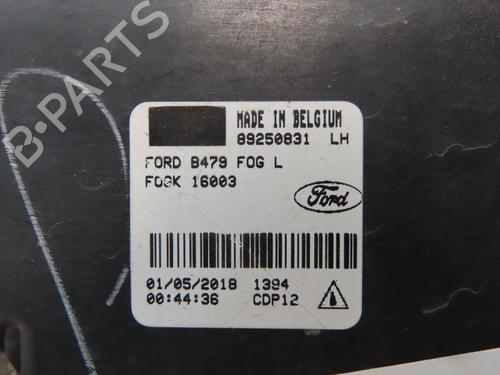 MADE IN BELGIUM
89250831 LH
FORD B479 FOG L
FOGK 16003
Ford
01/05/2018 1394
00:44:36 CDP12
B-PARTS